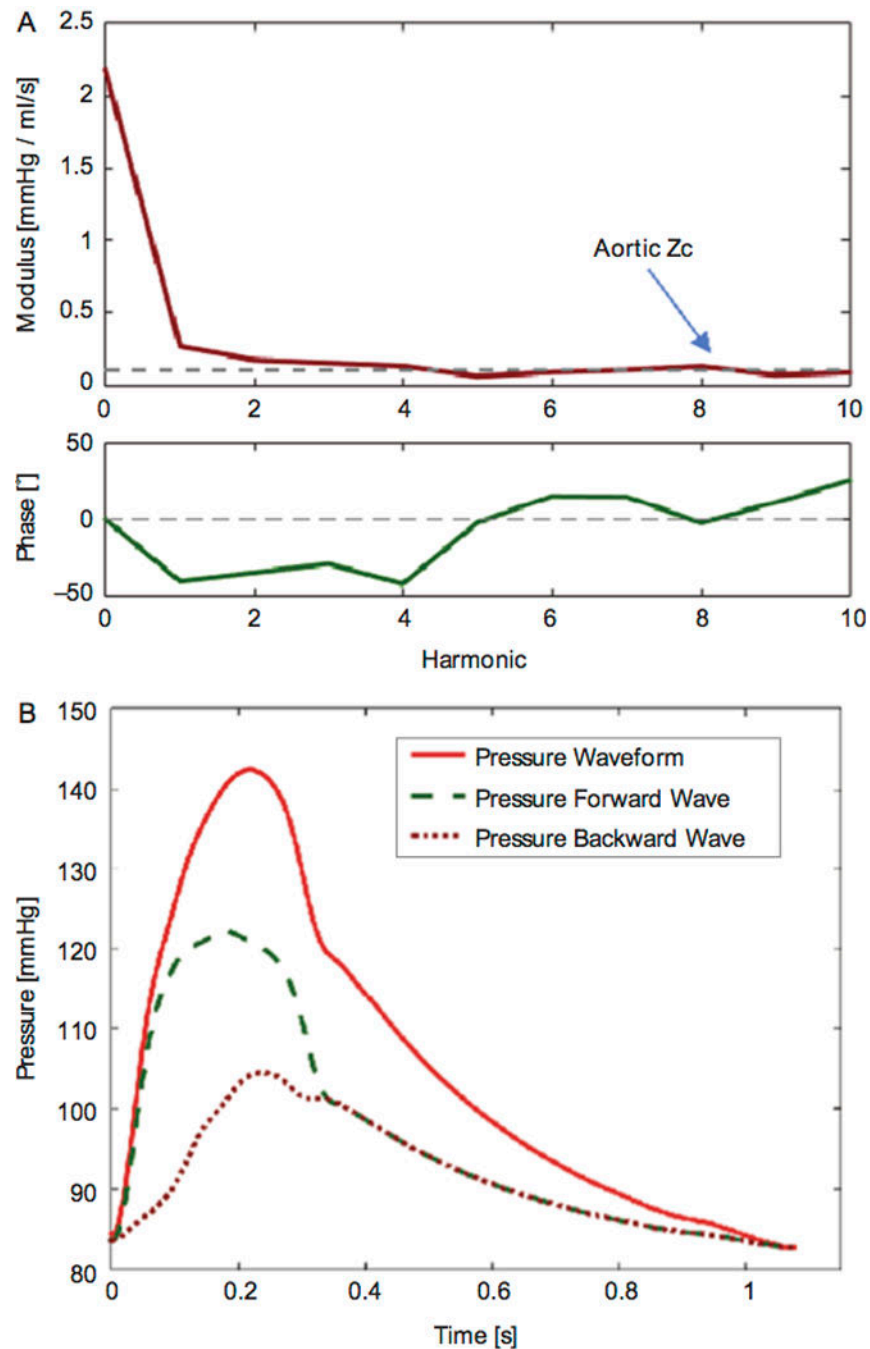 A
2.5
2
1.5
1
0.5
0
Modulus [mmHg / ml/s]
Aortic Zc
0 2 4 6 8 10
50
0
–50
Phase [°]
0 2 4 6 8 10
Harmonic
B
150
140
130
120
110
100
90
80
Pressure [mmHg]
Pressure Waveform
Pressure Forward Wave
Pressure Backward Wave
0 0.2 0.4 0.6 0.8 1
Time [s]